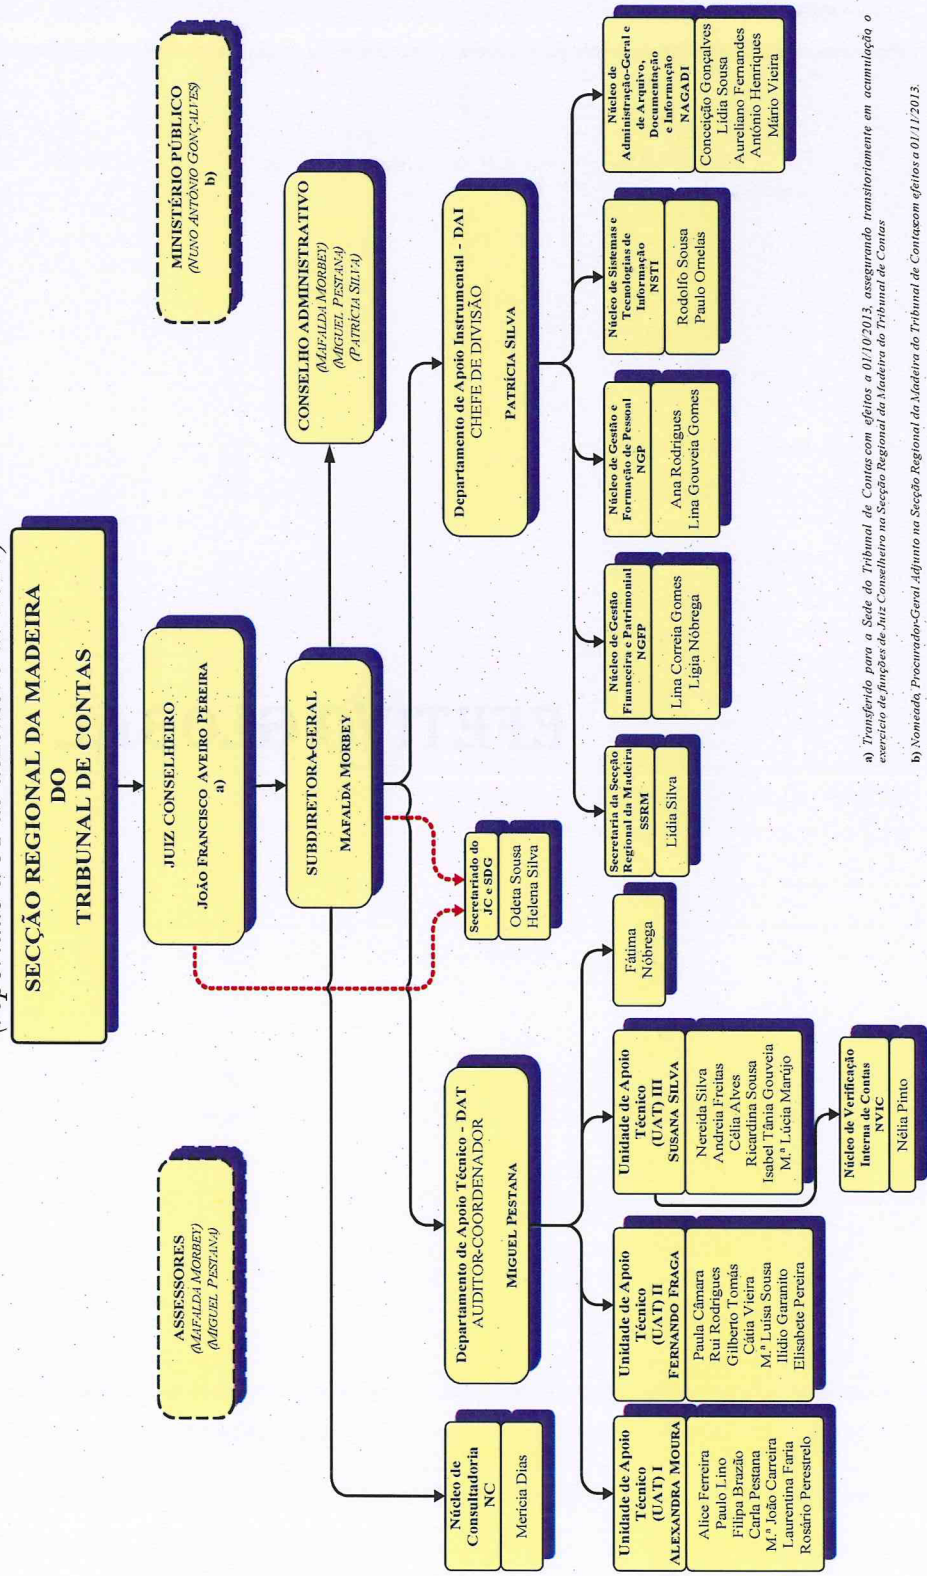 SECÇÃO REGIONAL DA MADEIRA
DO
TRIBUNAL DE CONTAS
ASSESSORES
(MAFALDA MORBEY)
(MIGUEL PESTANA)
MINISTÉRIO PÚBLICO
(NUNO ANTÓNIO GONÇALVES)
b)
JUIZ CONSELHEIRO
JOÃO FRANCISCO AVEIRO PEREIRA
a)
SUBDIRETORA-GERAL
MAFALDA MORBEY
CONSELHO ADMINISTRATIVO
(MAFALDA MORBEY)
(MIGUEL PESTANA)
(PATRÍCIA SILVA)
Núcleo de
Consultadoria
NC
Mericia Dias
Departamento de Apoio Técnico - DAT
AUDITOR-COORDENADOR
MIGUEL PESTANA
Secretariado do
JC e SDG
Odeta Sousa
Helena Silva
Departamento de Apoio Instrumental - DAI
CHEFE DE DIVISÃO
PATRÍCIA SILVA
Unidade de Apoio
Técnico
(UAT) I
ALEXANDRA MOURA
Alice Ferreira
Paulo Lino
Filipa Brazão
Carla Pestana
M.ª João Carreira
Laurentina Faria
Rosário Perestrelo
Unidade de Apoio
Técnico
(UAT) II
FERNANDO FRAGA
Paula Câmara
Rui Rodrigues
Gilberto Tomás
Cátia Vieira
M.ª Luisa Sousa
Ilídio Garanito
Elisabete Pereira
Unidade de Apoio
Técnico
(UAT) III
SUSANA SILVA
Nereida Silva
Andreia Freitas
Célia Alves
Ricardina Sousa
Isabel Tânia Gouveia
M.ª Lúcia Marújo
Fátima
Nóbrega
Núcleo de Verificação
Interna de Contas
NVIC
Nélia Pinto
Secretaria da Secção
Regional da Madeira
SSRM
Lídia Silva
Núcleo de Gestão
Financeira e Patrimonial
NGFP
Lina Correia Gomes
Lígia Nóbrega
Núcleo de Gestão e
Formação de Pessoal
NGP
Ana Rodrigues
Lina Gouveia Gomes
Núcleo de Sistemas e
Tecnologias de
Informação
NSTI
Rodolfo Sousa
Paulo Ornelas
Núcleo de
Administração-Geral e
de Arquivo,
Documentação
e Informação
NAGADI
Conceição Gonçalves
Lídia Sousa
Aureliano Fernandes
António Henriques
Mário Vieira
a) Transferido para a Sede do Tribunal de Contas com efeitos a 01/10/2013, assegurando transitoriamente em acumulação o
exercício de funções de Juiz Conselheiro na Secção Regional da Madeira do Tribunal de Contas
b) Nomeado, Procurador-Geral Adjunto na Secção Regional da Madeira do Tribunal de Contas com efeitos a 01/11/2013.